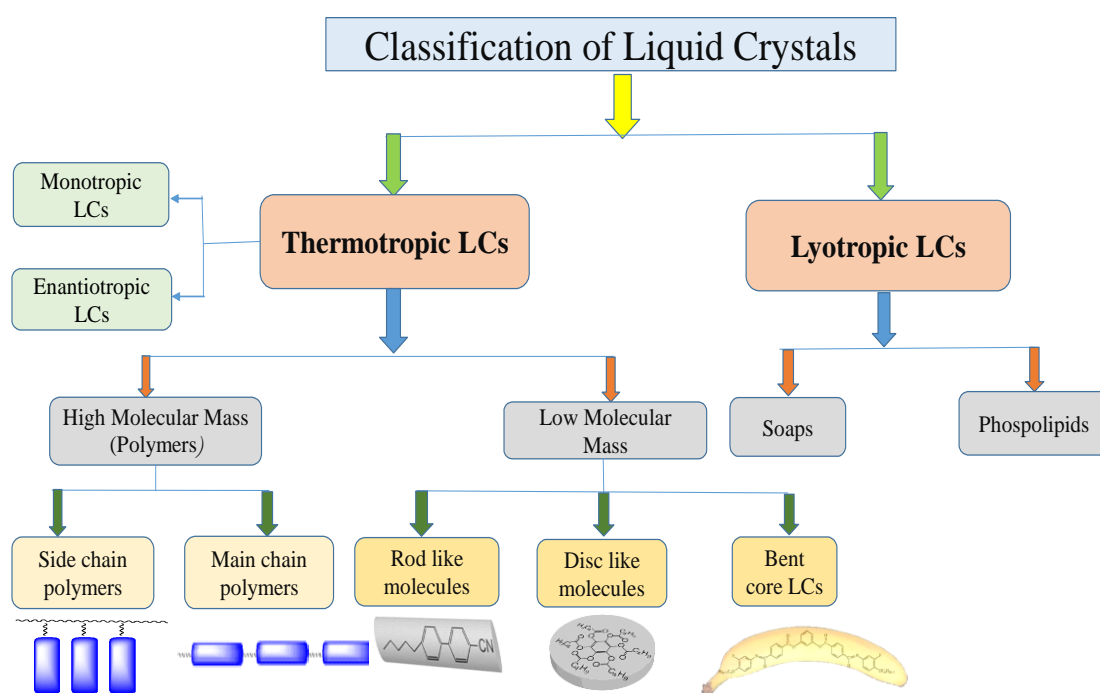 Classification of Liquid Crystals
Monotropic
LCs
Thermotropic LCs
Lyotropic LCs
Enantiotropic
LCs
High Molecular Mass
(Polymers)
Low Molecular
Mass
Soaps
Phospolipids
Side chain
polymers
Main chain
polymers
Rod like
molecules
Disc like
molecules
Bent
core LCs
CN